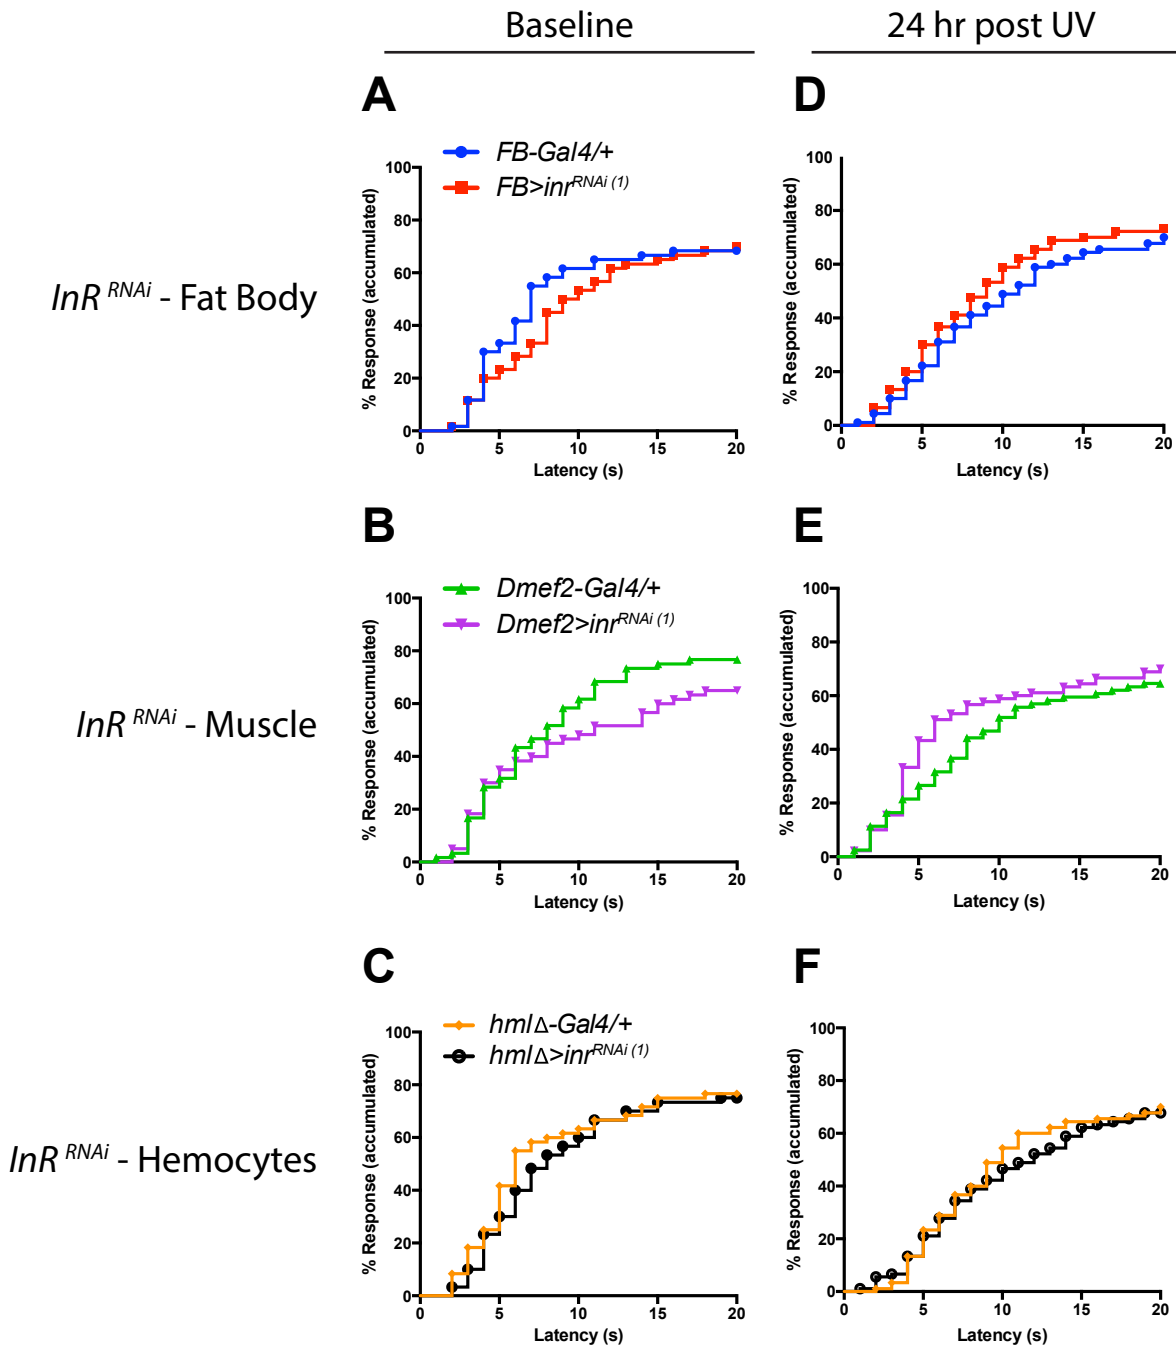 Baseline
24 hr post UV
InR RNAi - Fat Body
A
FB-Gal4/+
FB>inr RNAi (1)
% Response (accumulated)
100
80
60
40
20
0
0 5 10 15 20
Latency (s)
D
% Response (accumulated)
100
80
60
40
20
0
0 5 10 15 20
Latency (s)
InR RNAi - Muscle
B
Dmef2-Gal4/+
Dmef2>inr RNAi (1)
% Response (accumulated)
100
80
60
40
20
0
0 5 10 15 20
Latency (s)
E
% Response (accumulated)
100
80
60
40
20
0
0 5 10 15 20
Latency (s)
InR RNAi - Hemocytes
C
hmlΔ-Gal4/+
hmlΔ>inr RNAi (1)
% Response (accumulated)
100
80
60
40
20
0
0 5 10 15 20
Latency (s)
F
% Response (accumulated)
100
80
60
40
20
0
0 5 10 15 20
Latency (s)